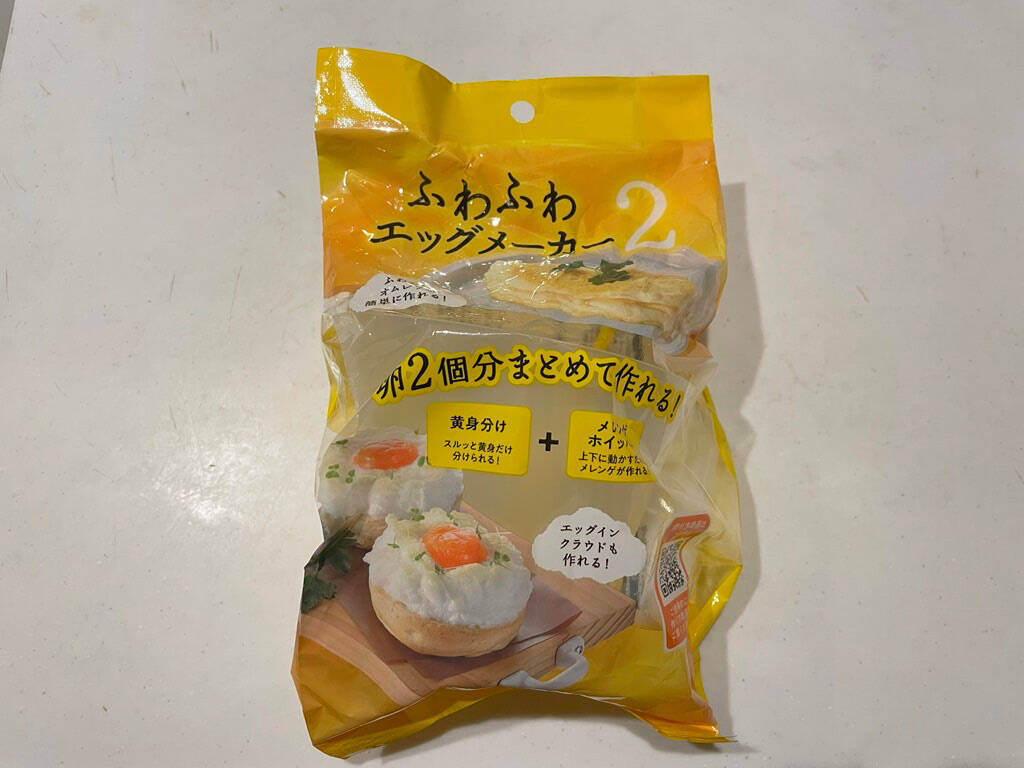 ふわふわ
エッグメーカー 2
オムレ
簡単に作れる!
卵2個分まとめて作れる!
黄身分け
スルッと黄身だけ
分けられる!
+
メレ
ホイッ
上下に動かす
メレンゲが作れる
エッグイン
クラウドも
作れる!